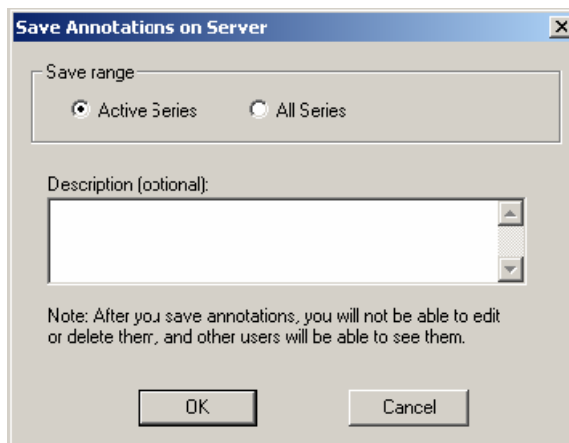 Save Annotations on Server
Save range
Active Series All Series
Description (optional):
Note: After you save annotations, you will not be able to edit
or delete them, and other users will be able to see them.
OK Cancel